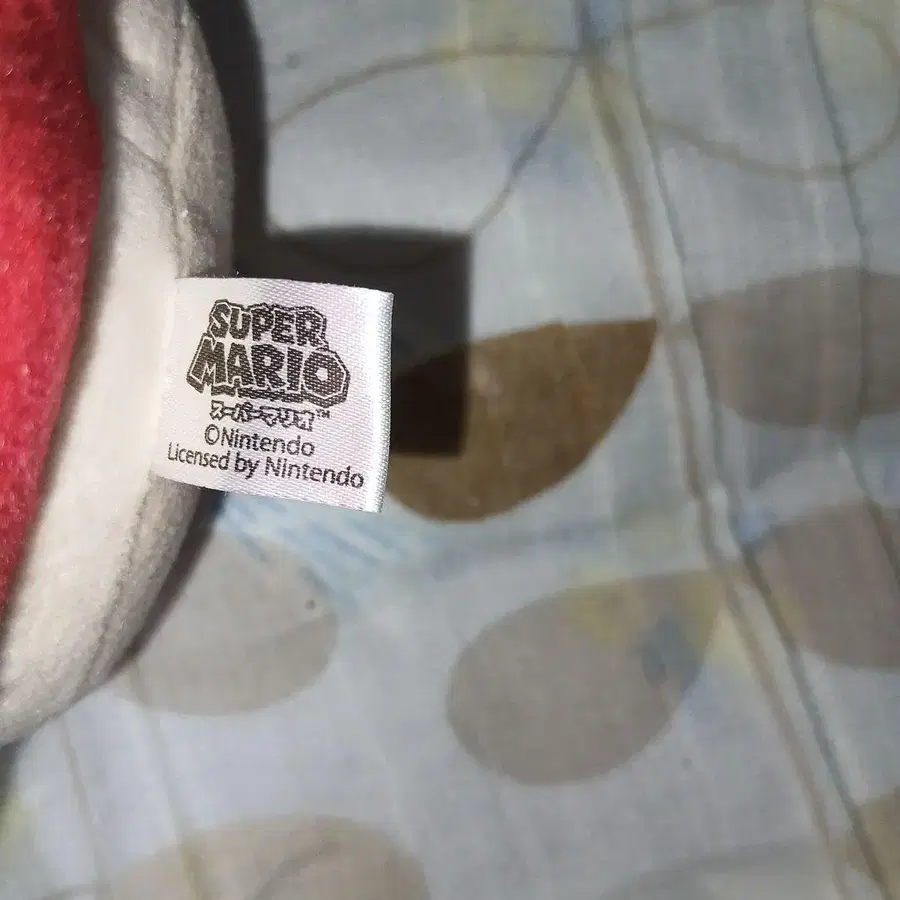 SUPER
MARIO
スーパーマリオ™
©Nintendo
Licensed by Nintendo